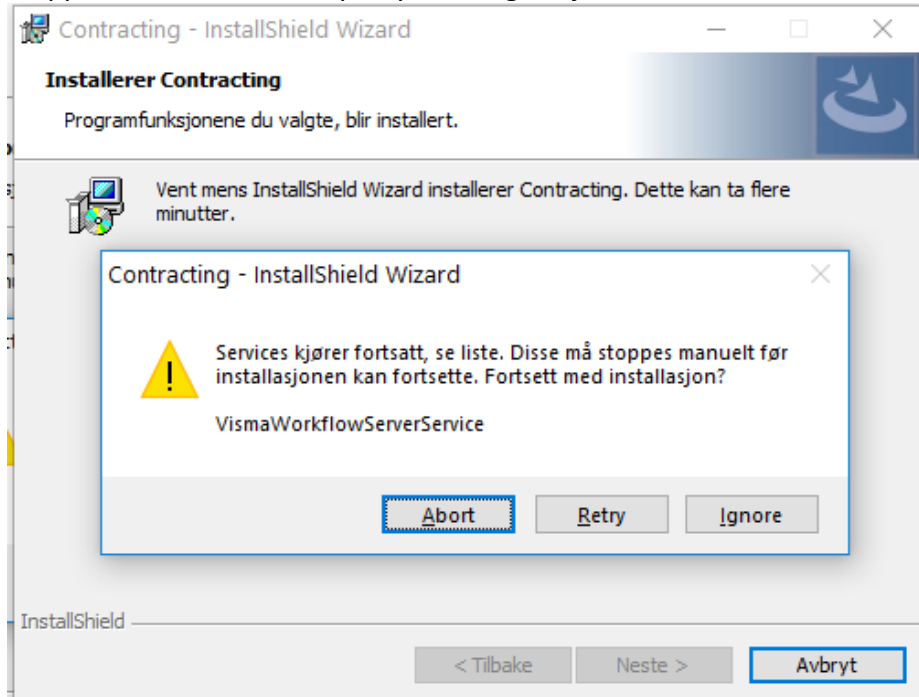 Contracting - InstallShield Wizard
Installerer Contracting
Programfunksjonene du valgte, blir installert.
Vent mens InstallShield Wizard installerer Contracting. Dette kan ta flere
minutter.
Contracting - InstallShield Wizard
Services kjører fortsatt, se liste. Disse må stoppes manuelt før
installasjonen kan fortsette. Fortsett med installasjon?
VismaWorkflowServerService
Abort Retry Ignore
InstallShield
< Tilbake Neste > Avbryt